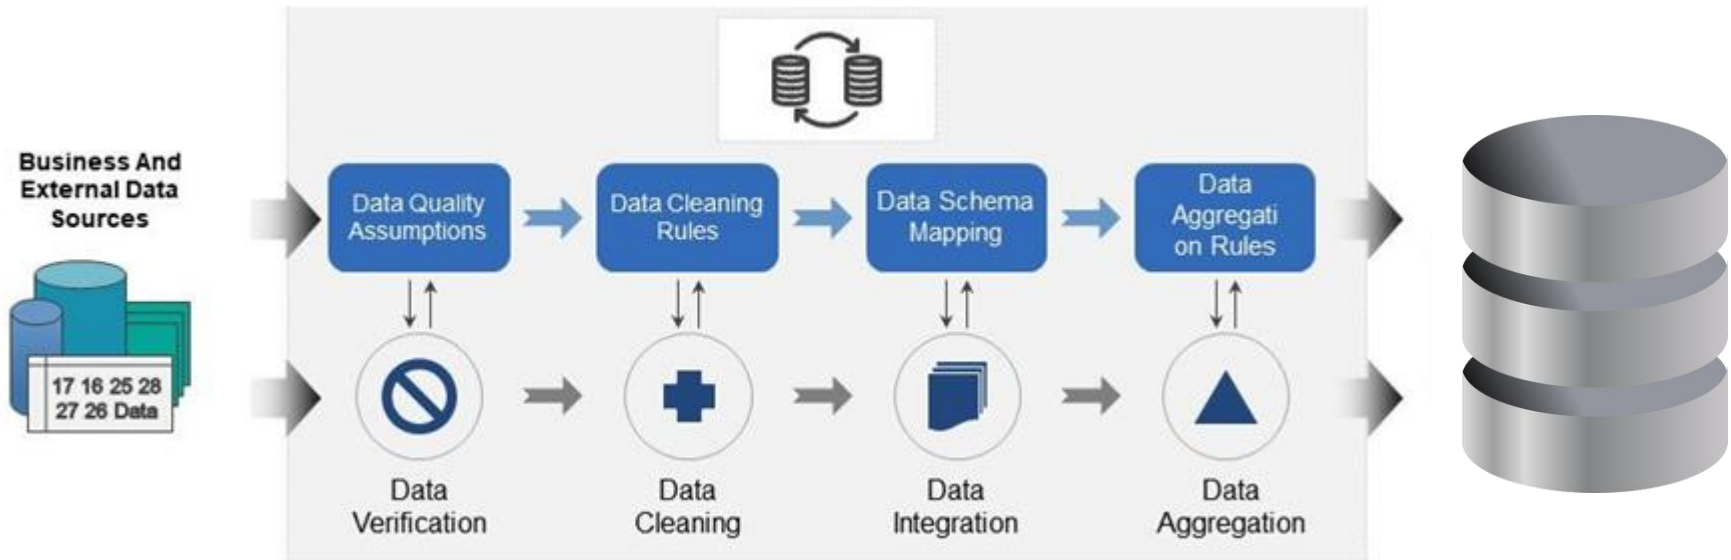 Business And
External Data
Sources
17 16 25 28
27 26 Data
Data Quality
Assumptions
Data Cleaning
Rules
Data Schema
Mapping
Data
Aggregati
on Rules
Data
Verification
Data
Cleaning
Data
Integration
Data
Aggregation